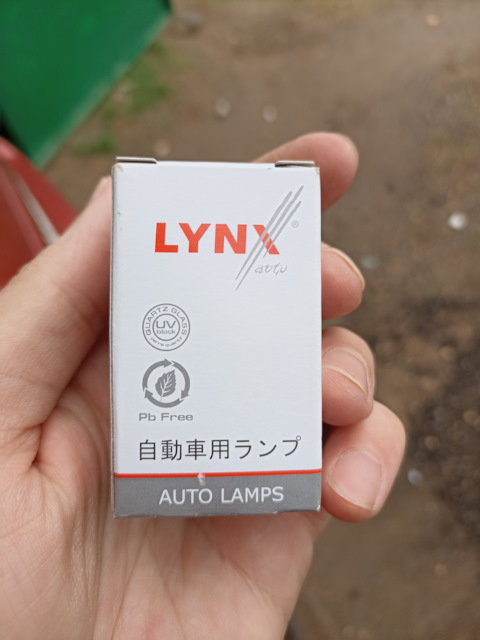 LYNX®
auto
QUARTZ GLASS
UV
block
Pb Free
自動車用ランプ
AUTO LAMPS